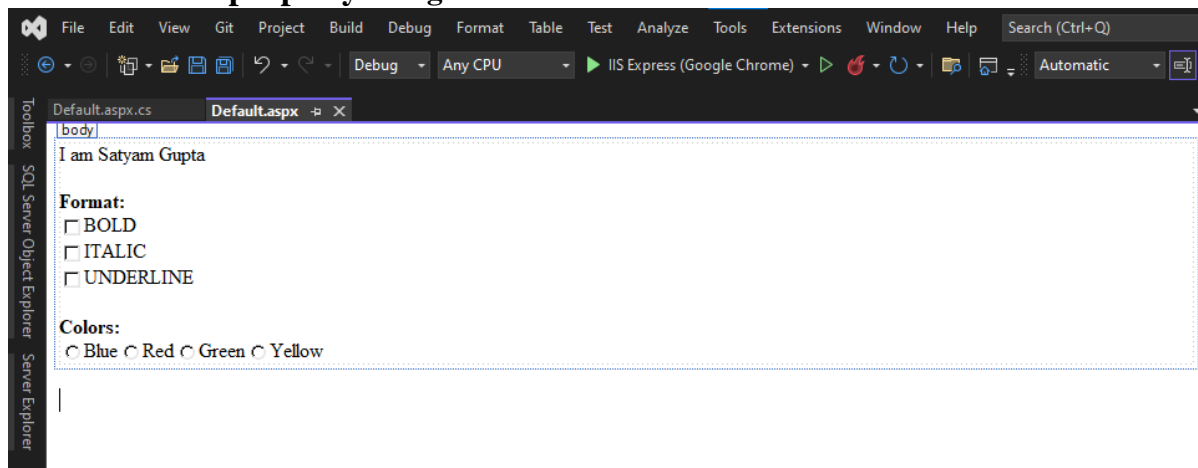 File Edit View Git Project Build Debug Format Table Test Analyze Tools Extensions Window Help Search (Ctrl+Q)
Debug Any CPU IIS Express (Google Chrome) Automatic
Toolbox
SQL Server Object Explorer
Server Explorer
Default.aspx.cs Default.aspx
body
I am Satyam Gupta
Format:
BOLD
ITALIC
UNDERLINE
Colors:
Blue Red Green Yellow